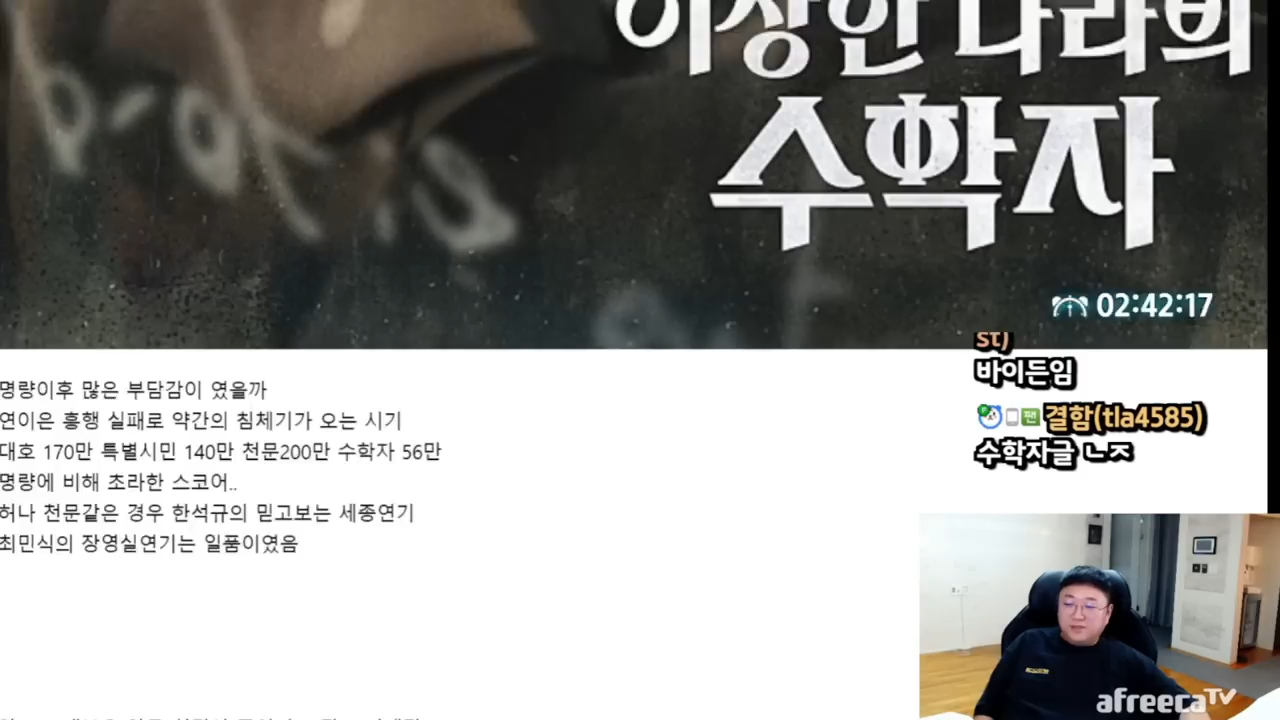 이상한 나라의
수학자
02:42:17
바이든임
팬 결함(tla4585)
수학자글 ㄴㅈ
명량이후 많은 부담감이 였을까
연이은 흥행 실패로 약간의 침체기가 오는 시기
대호 170만 특별시민 140만 천문200만 수학자 56만
명량에 비해 초라한 스코어..
허나 천문같은 경우 한석규의 믿고보는 세종연기
최민식의 장영실연기는 일품이였음
afreecaTV